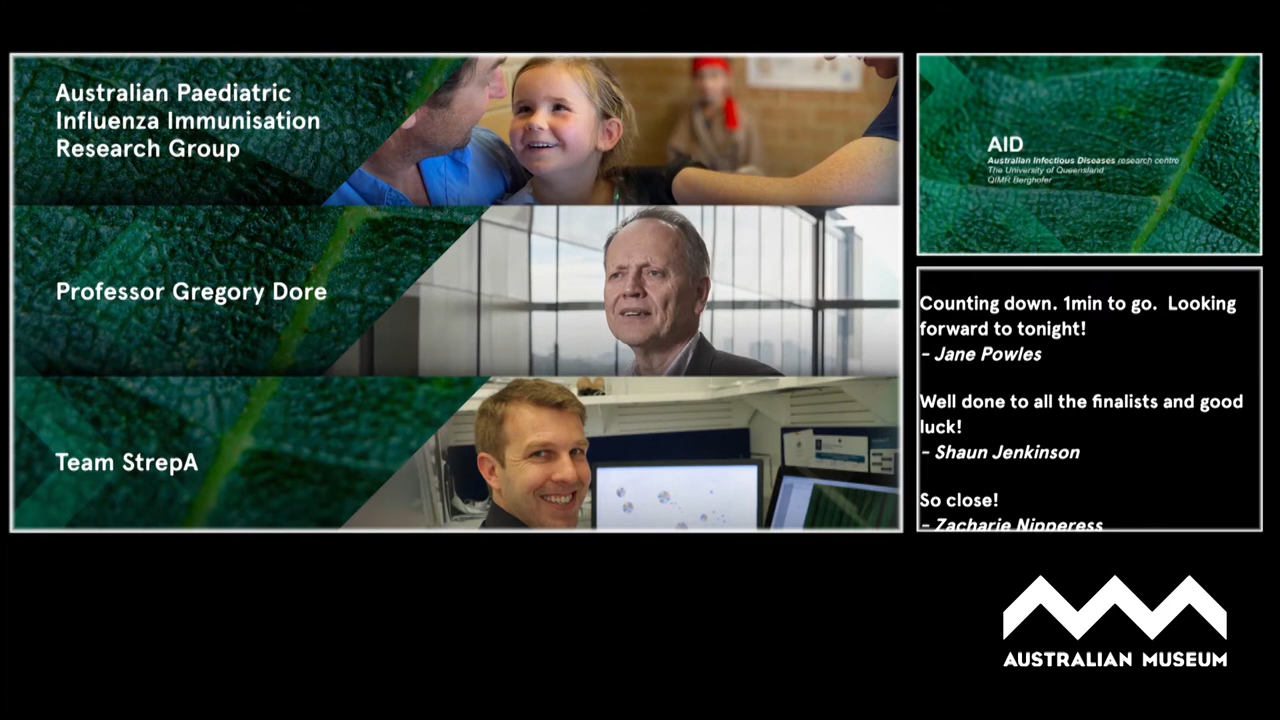 Australian Paediatric
Influenza Immunisation
Research Group
Professor Gregory Dore
Team StrepA
AID
Australian Infectious Diseases research centre
The University of Queensland
QIMR Berghofer
Counting down. 1min to go. Looking
forward to tonight!
– Jane Powles
Well done to all the finalists and good
luck!
– Shaun Jenkinson
So close!
– Zacharie Nipperess
AUSTRALIAN MUSEUM